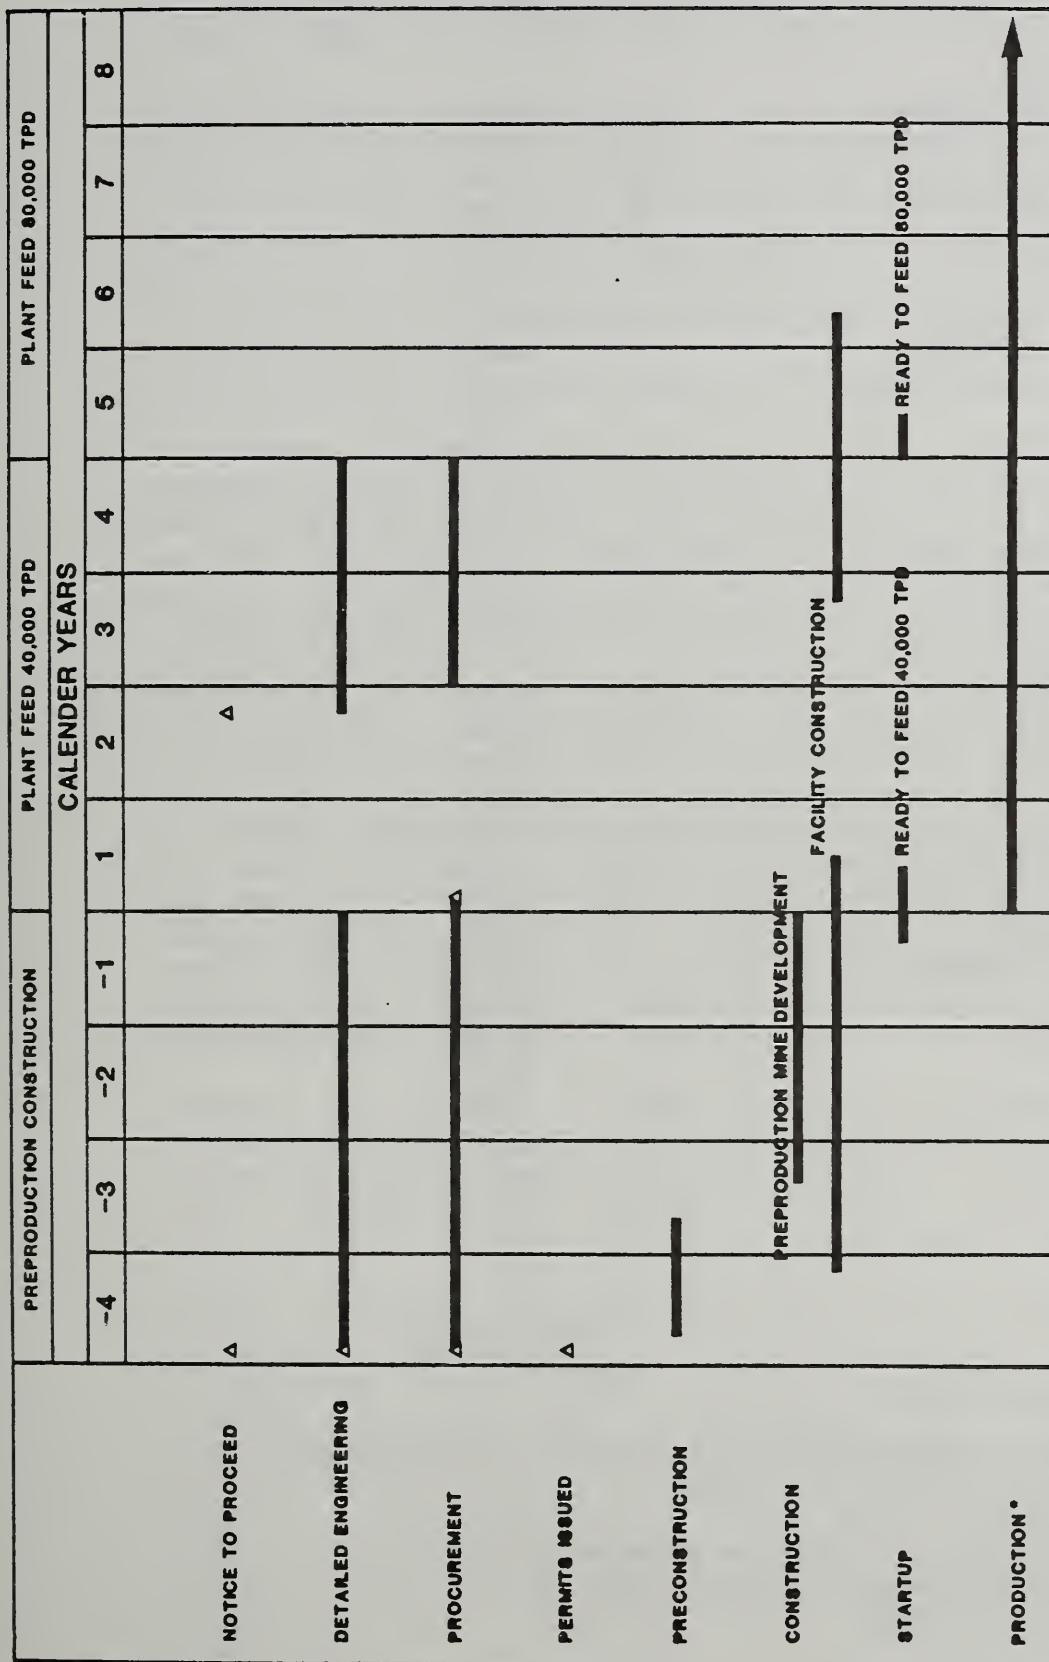 PREPRODUCTION CONSTRUCTION
PLANT FEED 40,000 TPD
PLANT FEED 80,000 TPD
CALENDER YEARS
-4
-3
-2
-1
1
2
3
4
5
6
7
8
NOTICE TO PROCEED
DETAILED ENGINEERING
PROCUREMENT
PERMITS ISSUED
PRECONSTRUCTION
CONSTRUCTION
PREPRODUCTION MINE DEVELOPMENT
FACILITY CONSTRUCTION
STARTUP
READY TO FEED 40,000 TPD
READY TO FEED 80,000 TPD
PRODUCTION*